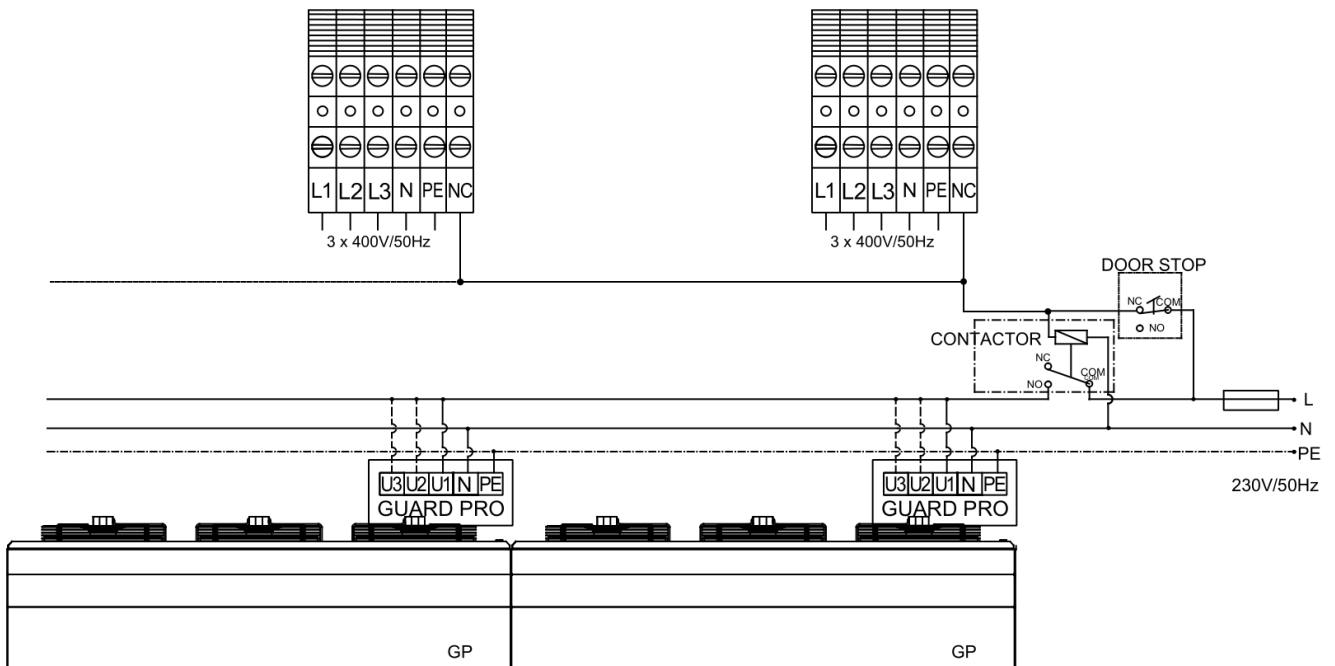 L1 L2 L3 N PE NC
L1 L2 L3 N PE NC
3 x 400V/50Hz
3 x 400V/50Hz
DOOR STOP
NC COM
NO
CONTACTOR
NC
COM
COM
NO
L
N
PE
U3 U2 U1 N PE
U3 U2 U1 N PE
230V/50Hz
GUARD PRO
GUARD PRO
GP
GP